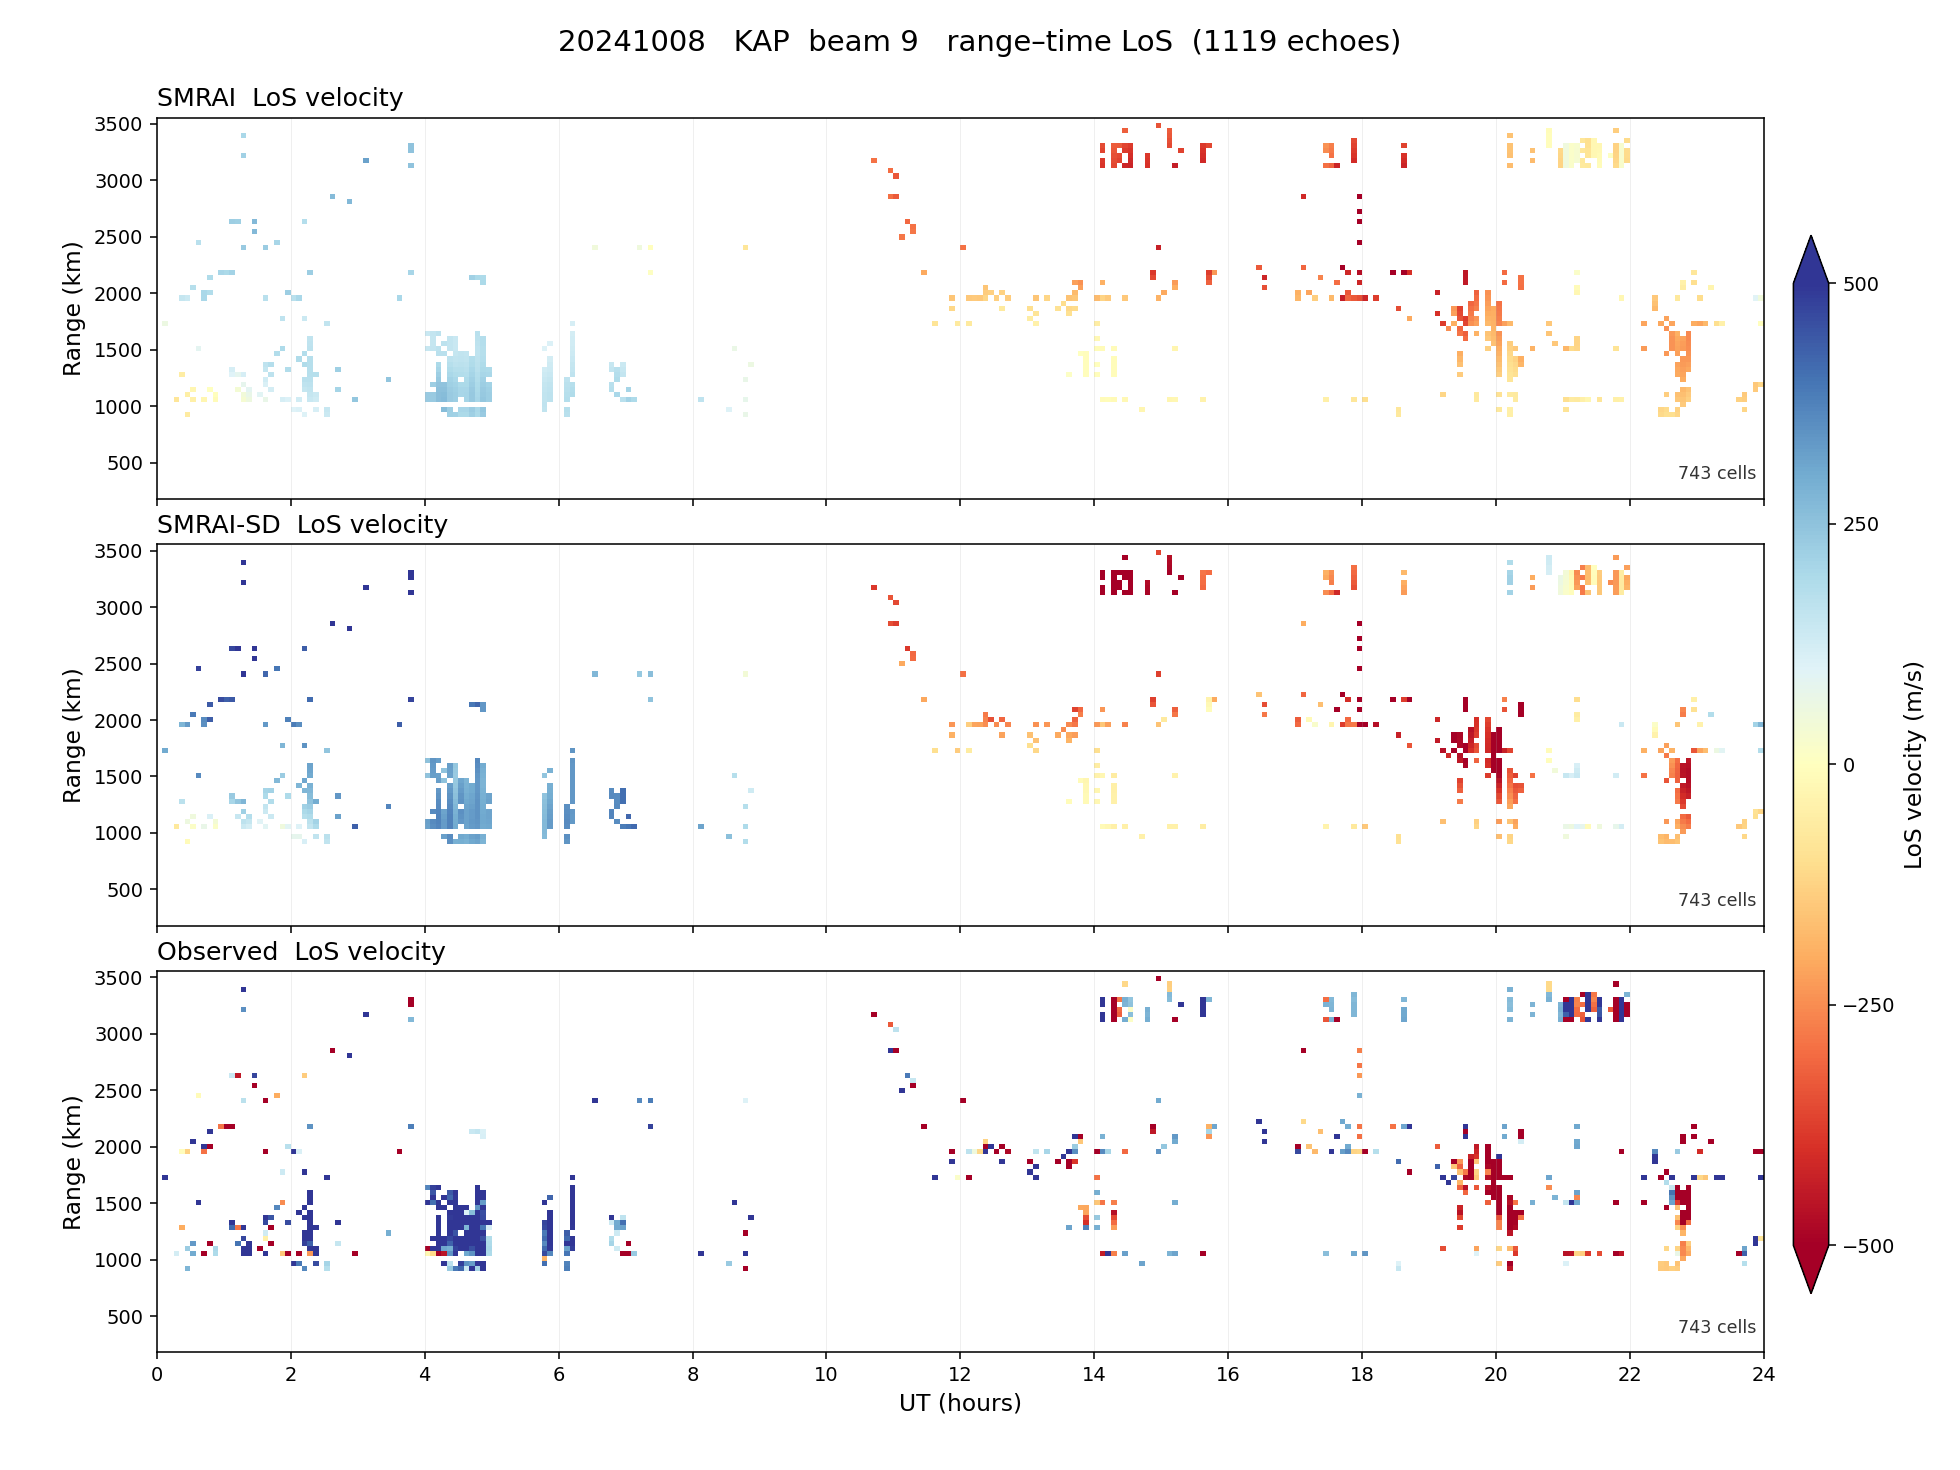 20241008   KAP  beam 9   range–time LoS  (1119 echoes)
SMRAI  LoS velocity
3500
3000
2500
2000
1500
1000
500
Range (km)
743 cells
SMRAI-SD  LoS velocity
3500
3000
2500
2000
1500
1000
500
Range (km)
743 cells
Observed  LoS velocity
3500
3000
2500
2000
1500
1000
500
Range (km)
743 cells
0 2 4 6 8 10 12 14 16 18 20 22 24
UT (hours)
500
250
0
−250
−500
LoS velocity (m/s)